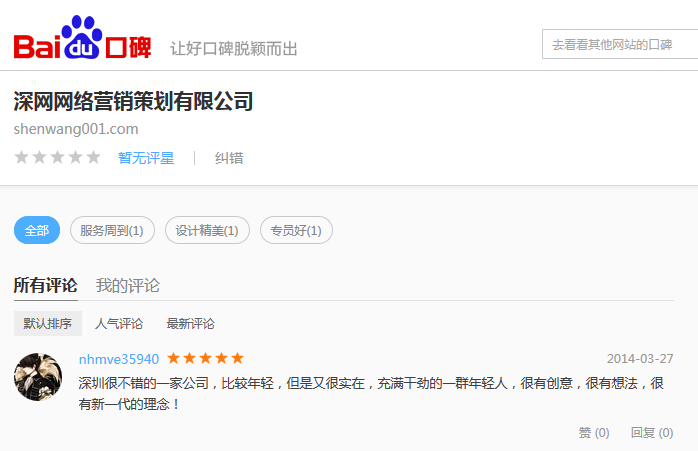 Baidu口碑 让好口碑脱颖而出 去看看其他网站的口碑
深网网络营销策划有限公司
shenwang001.com
暂无评星 | 纠错
全部 服务周到(1) 设计精美(1) 专员好(1)
所有评论 我的评论
默认排序 人气评论 最新评论
nhmve35940 2014-03-27
深圳很不错的一家公司，比较年轻，但是又很实在，充满干劲的一群年轻人，很有创意，很有想法，很
有新一代的理念！
赞 (0) 回复 (0)